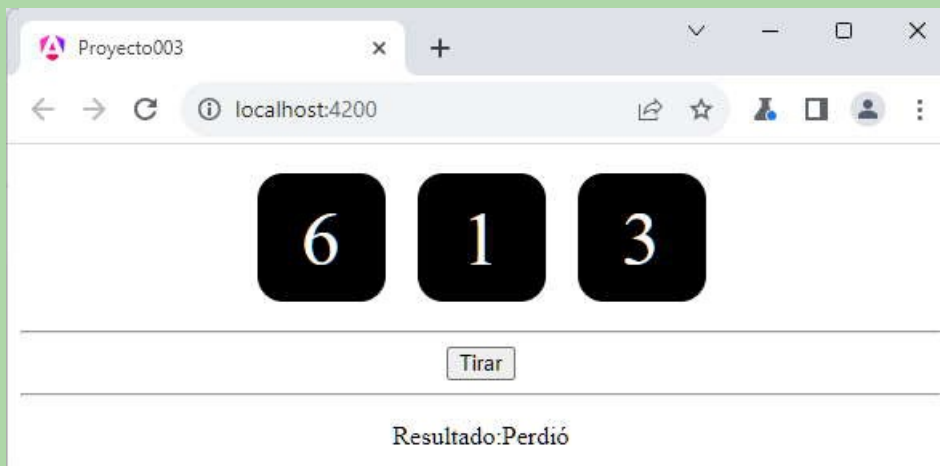 Proyecto003
localhost:4200
6 1 3
Tirar
Resultado:Perdió